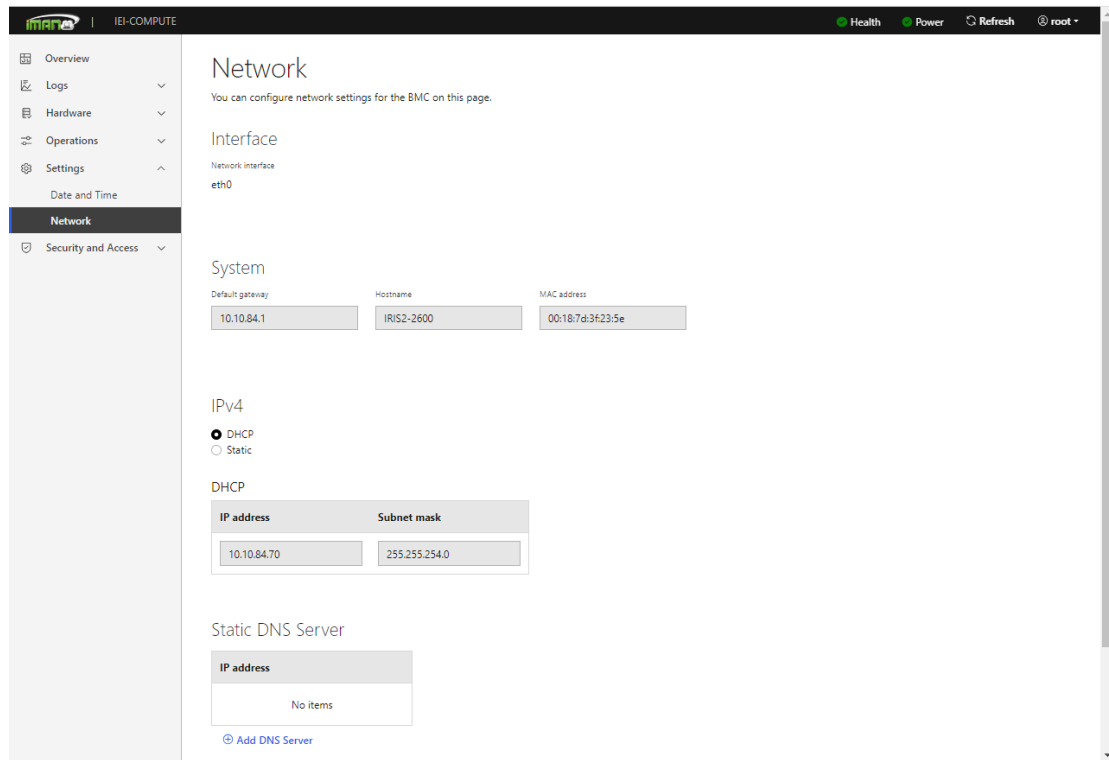 iMAN | IEI-COMPUTE
Health Power Refresh root
Overview
Logs
Hardware
Operations
Settings
Date and Time
Network
Security and Access
Network
You can configure network settings for the BMC on this page.
Interface
Network interface
eth0
System
Default gateway Hostname MAC address
10.10.84.1 IRIS2-2600 00:18:7d:3f:23:5e
IPv4
DHCP
Static
DHCP
IP address Subnet mask
10.10.84.70 255.255.254.0
Static DNS Server
IP address
No items
Add DNS Server